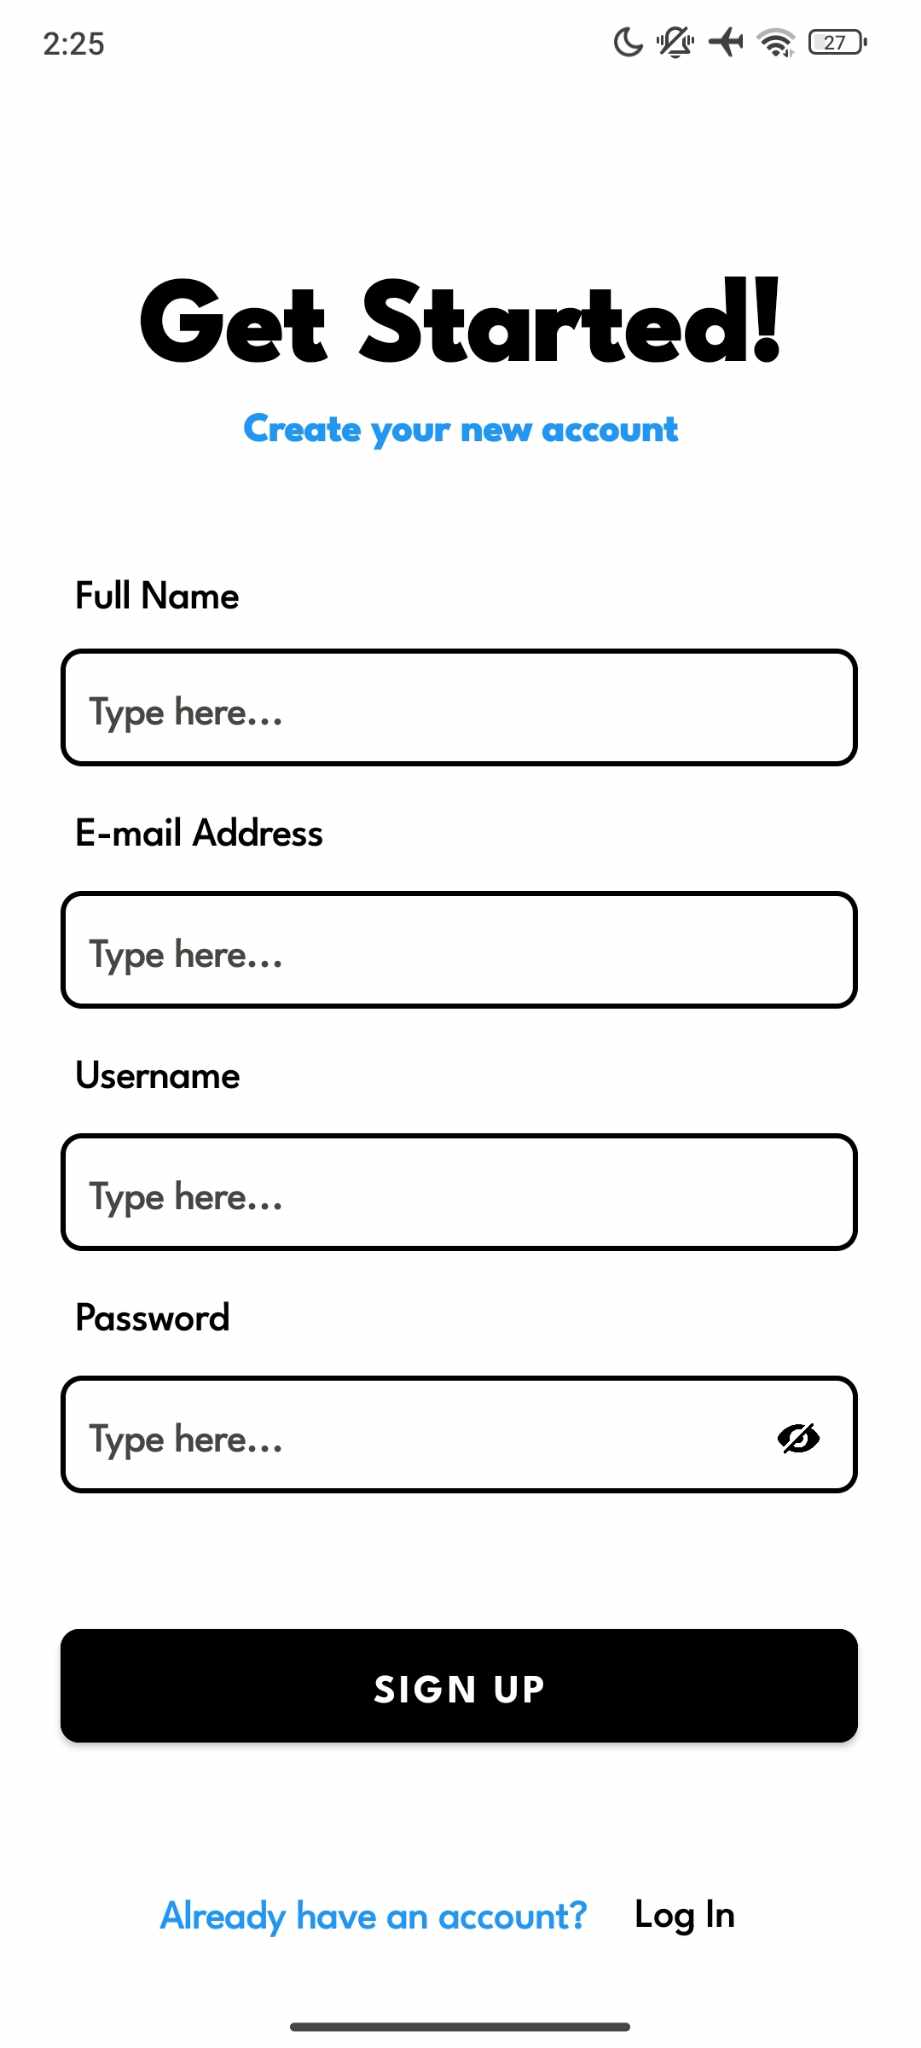 2:25
27
Get Started!
Create your new account
Full Name
Type here...
E-mail Address
Type here...
Username
Type here...
Password
Type here...
SIGN UP
Already have an account? Log In